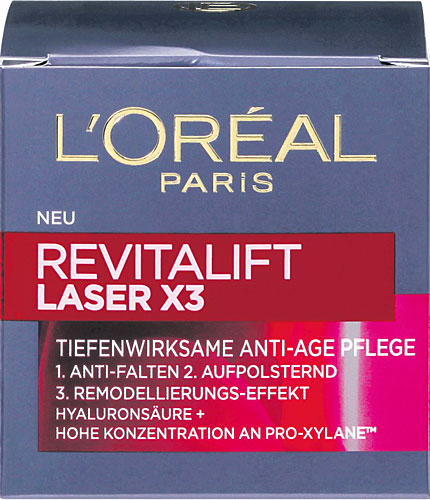 L'ORÉAL
PARIS
NEU
REVITALIFT
LASER X3
TIEFENWIRKSAME ANTI-AGE PFLEGE
1. ANTI-FALTEN 2. AUFPOLSTERND
3. REMODELLIERUNGS-EFFEKT
HYALURONSÄURE +
HOHE KONZENTRATION AN PRO-XYLANE™